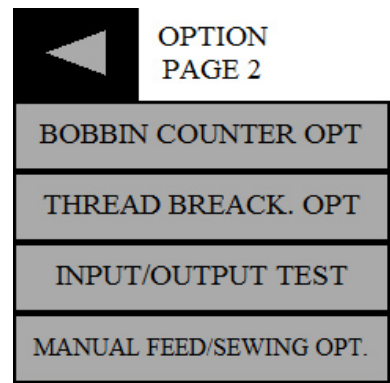 OPTION
PAGE 2
BOBBIN COUNTER OPT
THREAD BREACK. OPT
INPUT/OUTPUT TEST
MANUAL FEED/SEWING OPT.